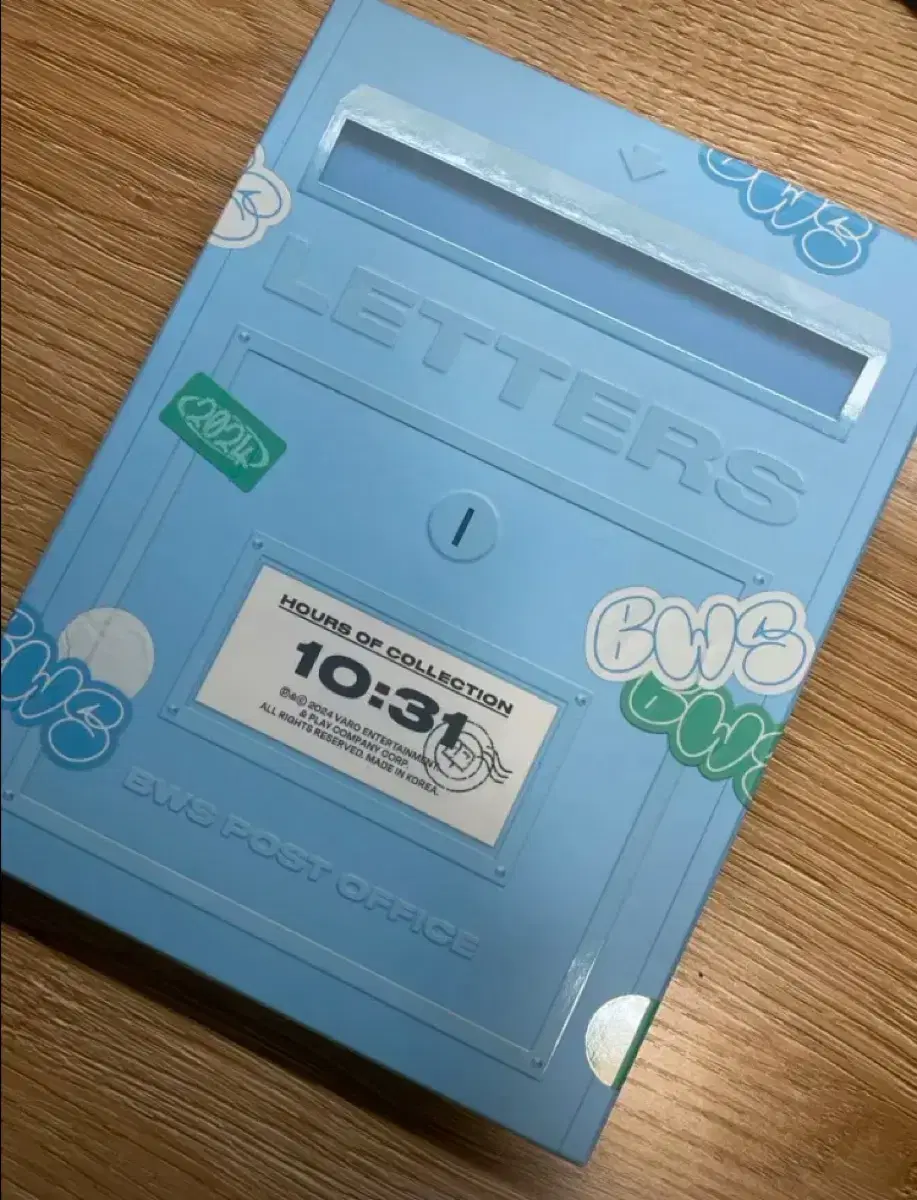 BWS
LETTERS
2024
HOURS OF COLLECTION
10:31
℗&© 2024 VARO ENTERTAINMENT
& PLAY COMPANY CORP.
ALL RIGHTS RESERVED. MADE IN KOREA.
BWS
BWS
BWS
BWS POST OFFICE